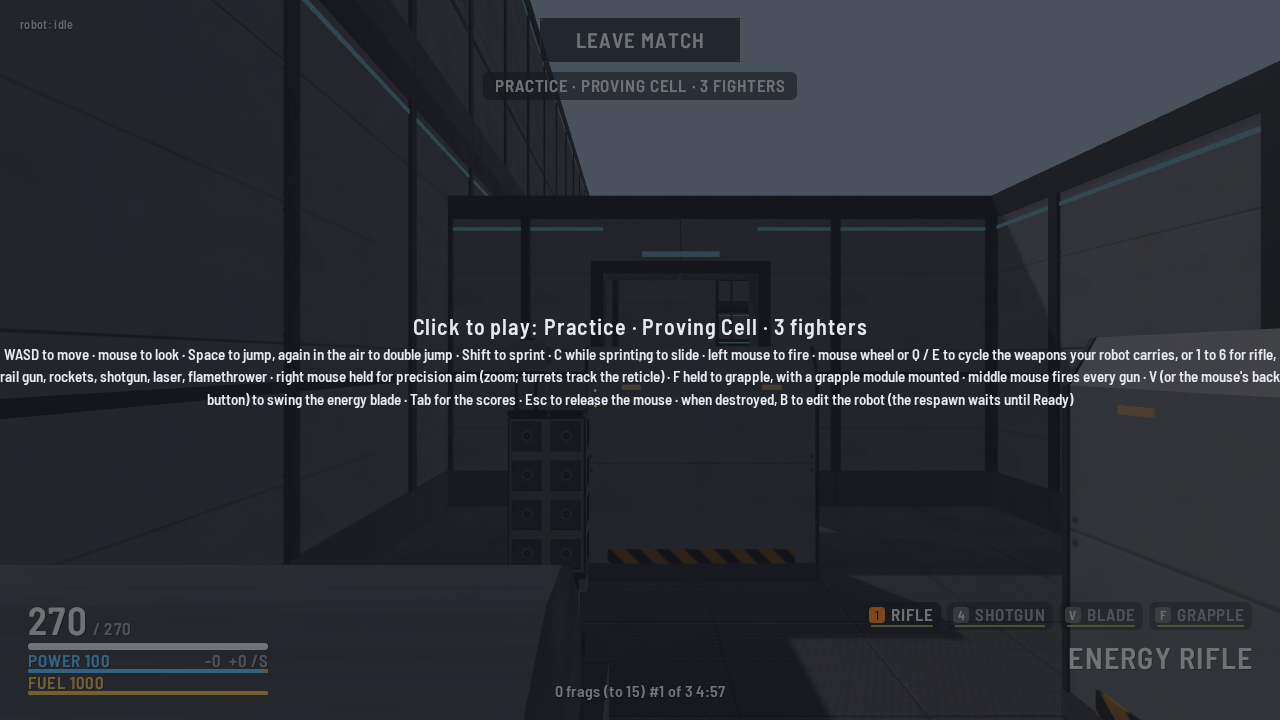 robot: idle
LEAVE MATCH
PRACTICE · PROVING CELL · 3 FIGHTERS
Click to play: Practice · Proving Cell · 3 fighters
WASD to move · mouse to look · Space to jump, again in the air to double jump · Shift to sprint · C while sprinting to slide · left mouse to fire · mouse wheel or Q / E to cycle the weapons your robot carries, or 1 to 6 for rifle,
rail gun, rockets, shotgun, laser, flamethrower · right mouse held for precision aim (zoom; turrets track the reticle) · F held to grapple, with a grapple module mounted · middle mouse fires every gun · V (or the mouse's back
button) to swing the energy blade · Tab for the scores · Esc to release the mouse · when destroyed, B to edit the robot (the respawn waits until Ready)
270 / 270
POWER 100 -0 +0 /S
FUEL 1000
1 RIFLE 4 SHOTGUN V BLADE F GRAPPLE
ENERGY RIFLE
0 frags (to 15) #1 of 3 4:57